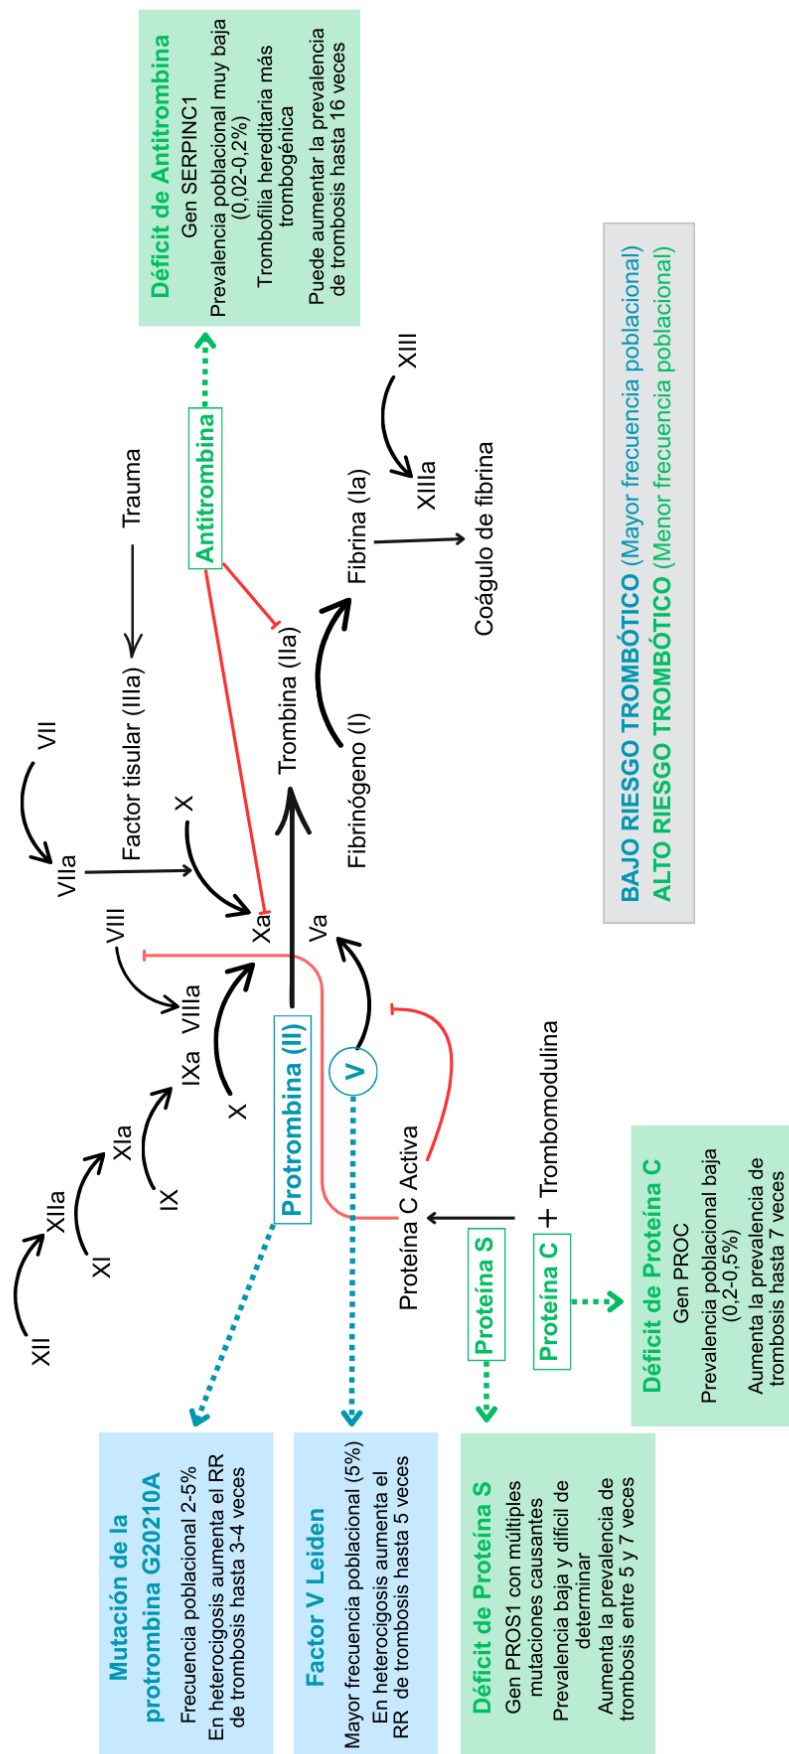 Mutación de la
protrombina G20210A
Frecuencia poblacional 2-5%
En heterocigosis aumenta el RR
de trombosis hasta 3-4 veces
Factor V Leiden
Mayor frecuencia poblacional (5%)
En heterocigosis aumenta el
RR de trombosis hasta 5 veces
Déficit de Proteína S
Gen PROS1 con múltiples
mutaciones causantes
Prevalencia baja y difícil de
determinar
Aumenta la prevalencia de
trombosis entre 5 y 7 veces
Déficit de Proteína C
Gen PROC
Prevalencia poblacional baja
(0,2-0,5%)
Aumenta la prevalencia de
trombosis hasta 7 veces
XII
XIIa
XI
XIa
IX
IXa
VIIIa
VIII
X
Xa
VIIa
VII
X
Factor tisular (IIIa)
Trauma
Protrombina (II)
V
Va
Trombina (IIa)
Antitrombina
Fibrinógeno (I)
Fibrina (Ia)
XIII
XIIIa
Coágulo de fibrina
Proteína C Activa
Proteína S
Proteína C
+ Trombomodulina
Déficit de Antitrombina
Gen SERPINC1
Prevalencia poblacional muy baja
(0,02-0,2%)
Trombofilia hereditaria más
trombogénica
Puede aumentar la prevalencia
de trombosis hasta 16 veces
BAJO RIESGO TROMBÓTICO (Mayor frecuencia poblacional)
ALTO RIESGO TROMBÓTICO (Menor frecuencia poblacional)